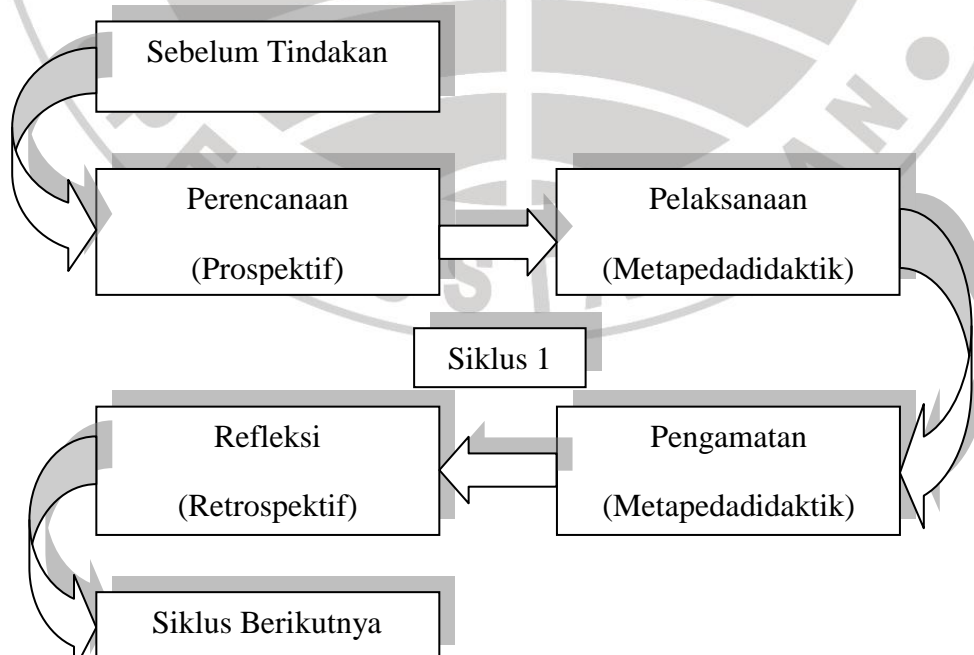 Sebelum Tindakan
Perencanaan
(Prospektif)
Pelaksanaan
(Metapedadidaktik)
Siklus 1
Refleksi
(Retrospektif)
Pengamatan
(Metapedadidaktik)
Siklus Berikutnya